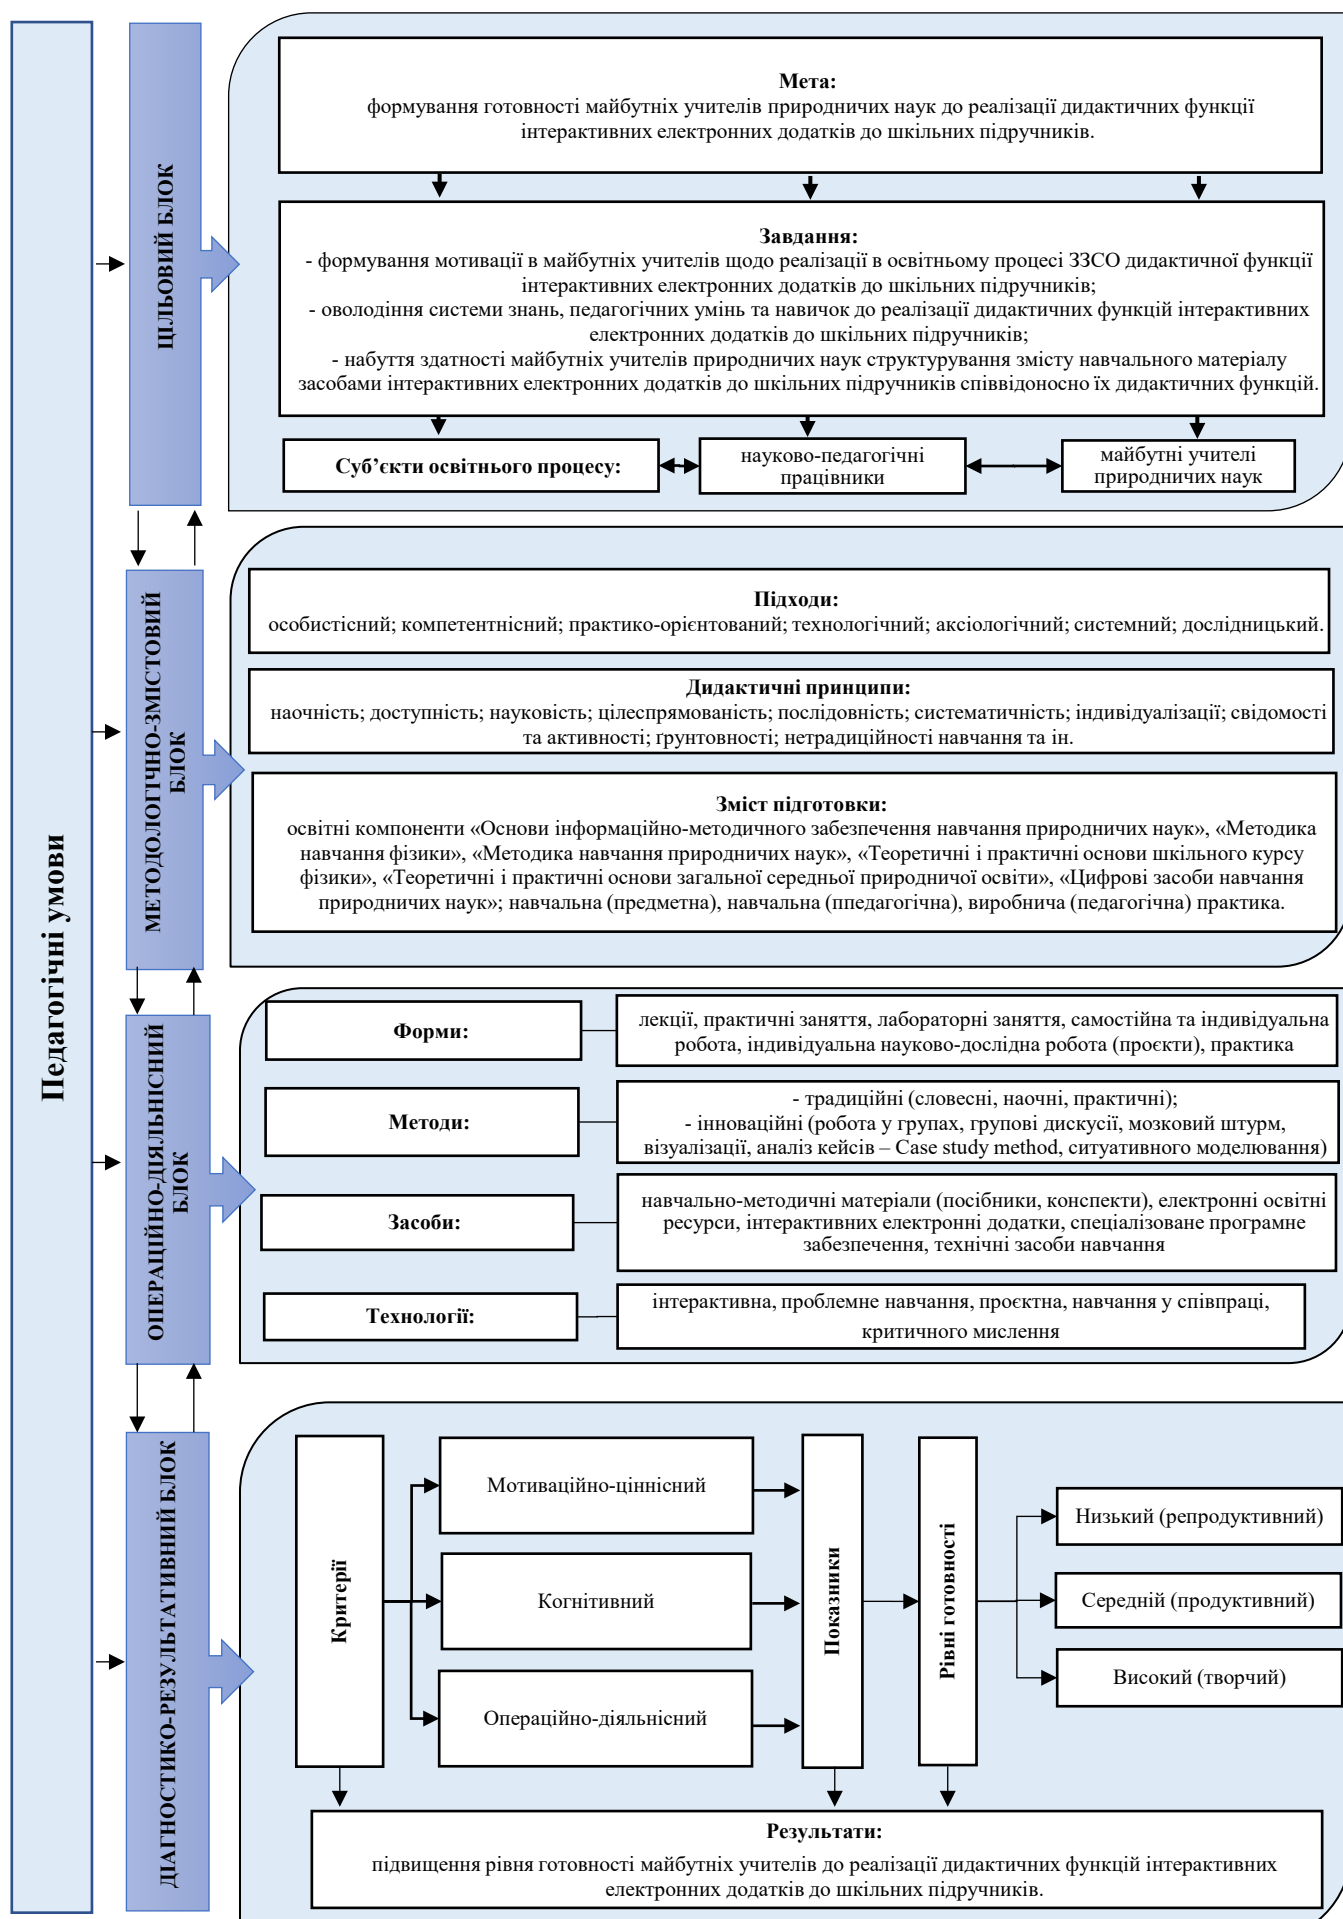 Педагогічні умови
ЦІЛЬОВИЙ БЛОК
Мета:
формування готовності майбутніх учителів природничих наук до реалізації дидактичних функції
інтерактивних електронних додатків до шкільних підручників.
Завдання:
- формування мотивації в майбутніх учителів щодо реалізації в освітньому процесі ЗЗСО дидактичної функції
інтерактивних електронних додатків до шкільних підручників;
- оволодіння системи знань, педагогічних умінь та навичок до реалізації дидактичних функцій інтерактивних
електронних додатків до шкільних підручників;
- набуття здатності майбутніх учителів природничих наук структурування змісту навчального матеріалу
засобами інтерактивних електронних додатків до шкільних підручників співвідоносно їх дидактичних функцій.
Суб’єкти освітнього процесу:
науково-педагогічні
працівники
майбутні учителі
природничих наук
МЕТОДОЛОГІЧНО-ЗМІСТОВИЙ
БЛОК
Підходи:
особистісний; компетентнісний; практико-орієнтований; технологічний; аксіологічний; системний; дослідницький.
Дидактичні принципи:
наочність; доступність; науковість; цілеспрямованість; послідовність; систематичність; індивідуалізації; свідомості
та активності; ґрунтовності; нетрадиційності навчання та ін.
Зміст підготовки:
освітні компоненти «Основи інформаційно-методичного забезпечення навчання природничих наук», «Методика
навчання фізики», «Методика навчання природничих наук», «Теоретичні і практичні основи шкільного курсу
фізики», «Теоретичні і практичні основи загальної середньої природничої освіти», «Цифрові засоби навчання
природничих наук»; навчальна (предметна), навчальна (ппедагогічна), виробнича (педагогічна) практика.
ОПЕРАЦІЙНО-ДІЯЛЬНІСНИЙ
БЛОК
Форми:
лекції, практичні заняття, лабораторні заняття, самостійна та індивідуальна
робота, індивідуальна науково-дослідна робота (проєкти), практика
Методи:
- традиційні (словесні, наочні, практичні);
- інноваційні (робота у групах, групові дискусії, мозковий штурм,
візуалізації, аналіз кейсів – Case study method, ситуативного моделювання)
Засоби:
навчально-методичні матеріали (посібники, конспекти), електронні освітні
ресурси, інтерактивних електронні додатки, спеціалізоване програмне
забезпечення, технічні засоби навчання
Технології:
інтерактивна, проблемне навчання, проєктна, навчання у співпраці,
критичного мислення
ДІАГНОСТИКО-РЕЗУЛЬТАТИВНИЙ БЛОК
Критерії
Мотиваційно-ціннісний
Когнітивний
Операційно-діяльнісний
Показники
Рівні готовності
Низький (репродуктивний)
Середній (продуктивний)
Високий (творчий)
Результати:
підвищення рівня готовності майбутніх учителів до реалізації дидактичних функцій інтерактивних
електронних додатків до шкільних підручників.